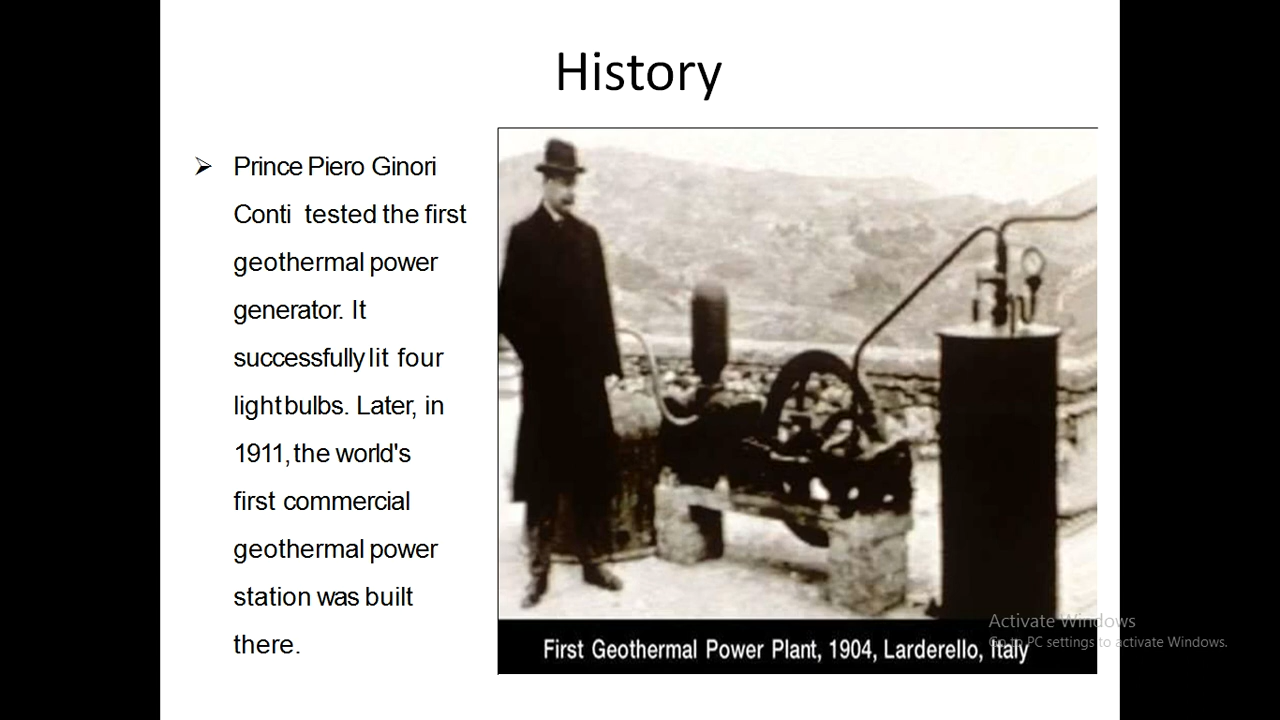 History
➢ Prince Piero Ginori
Conti tested the first
geothermal power
generator. It
successfully lit four
light bulbs. Later, in
1911, the world's
first commercial
geothermal power
station was built
there.
First Geothermal Power Plant, 1904, Larderello, Italy
Activate Windows
Go to PC settings to activate Windows.